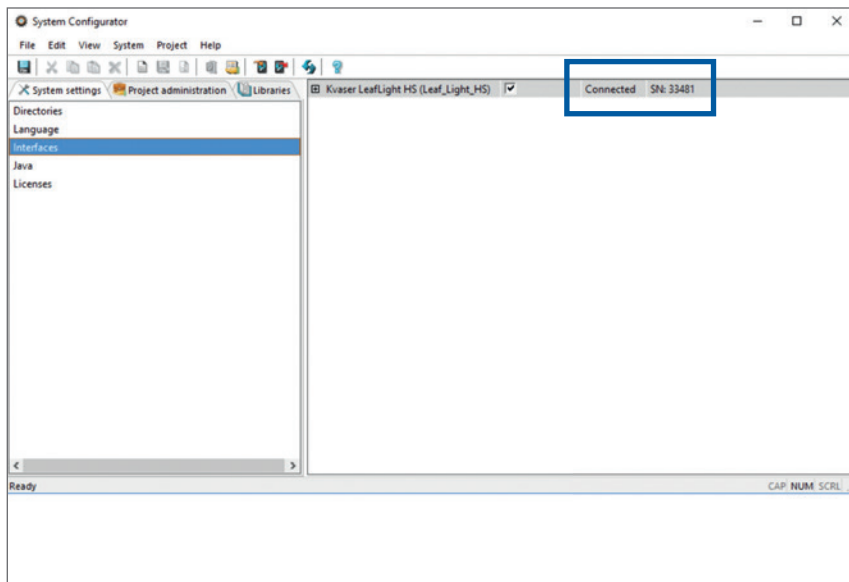 System Configurator
File Edit View System Project Help
System settings Project administration Libraries
Kvaser LeafLight HS (Leaf_Light_HS) Connected SN: 33481
Directories
Language
Interfaces
Java
Licenses
Ready CAP NUM SCRL